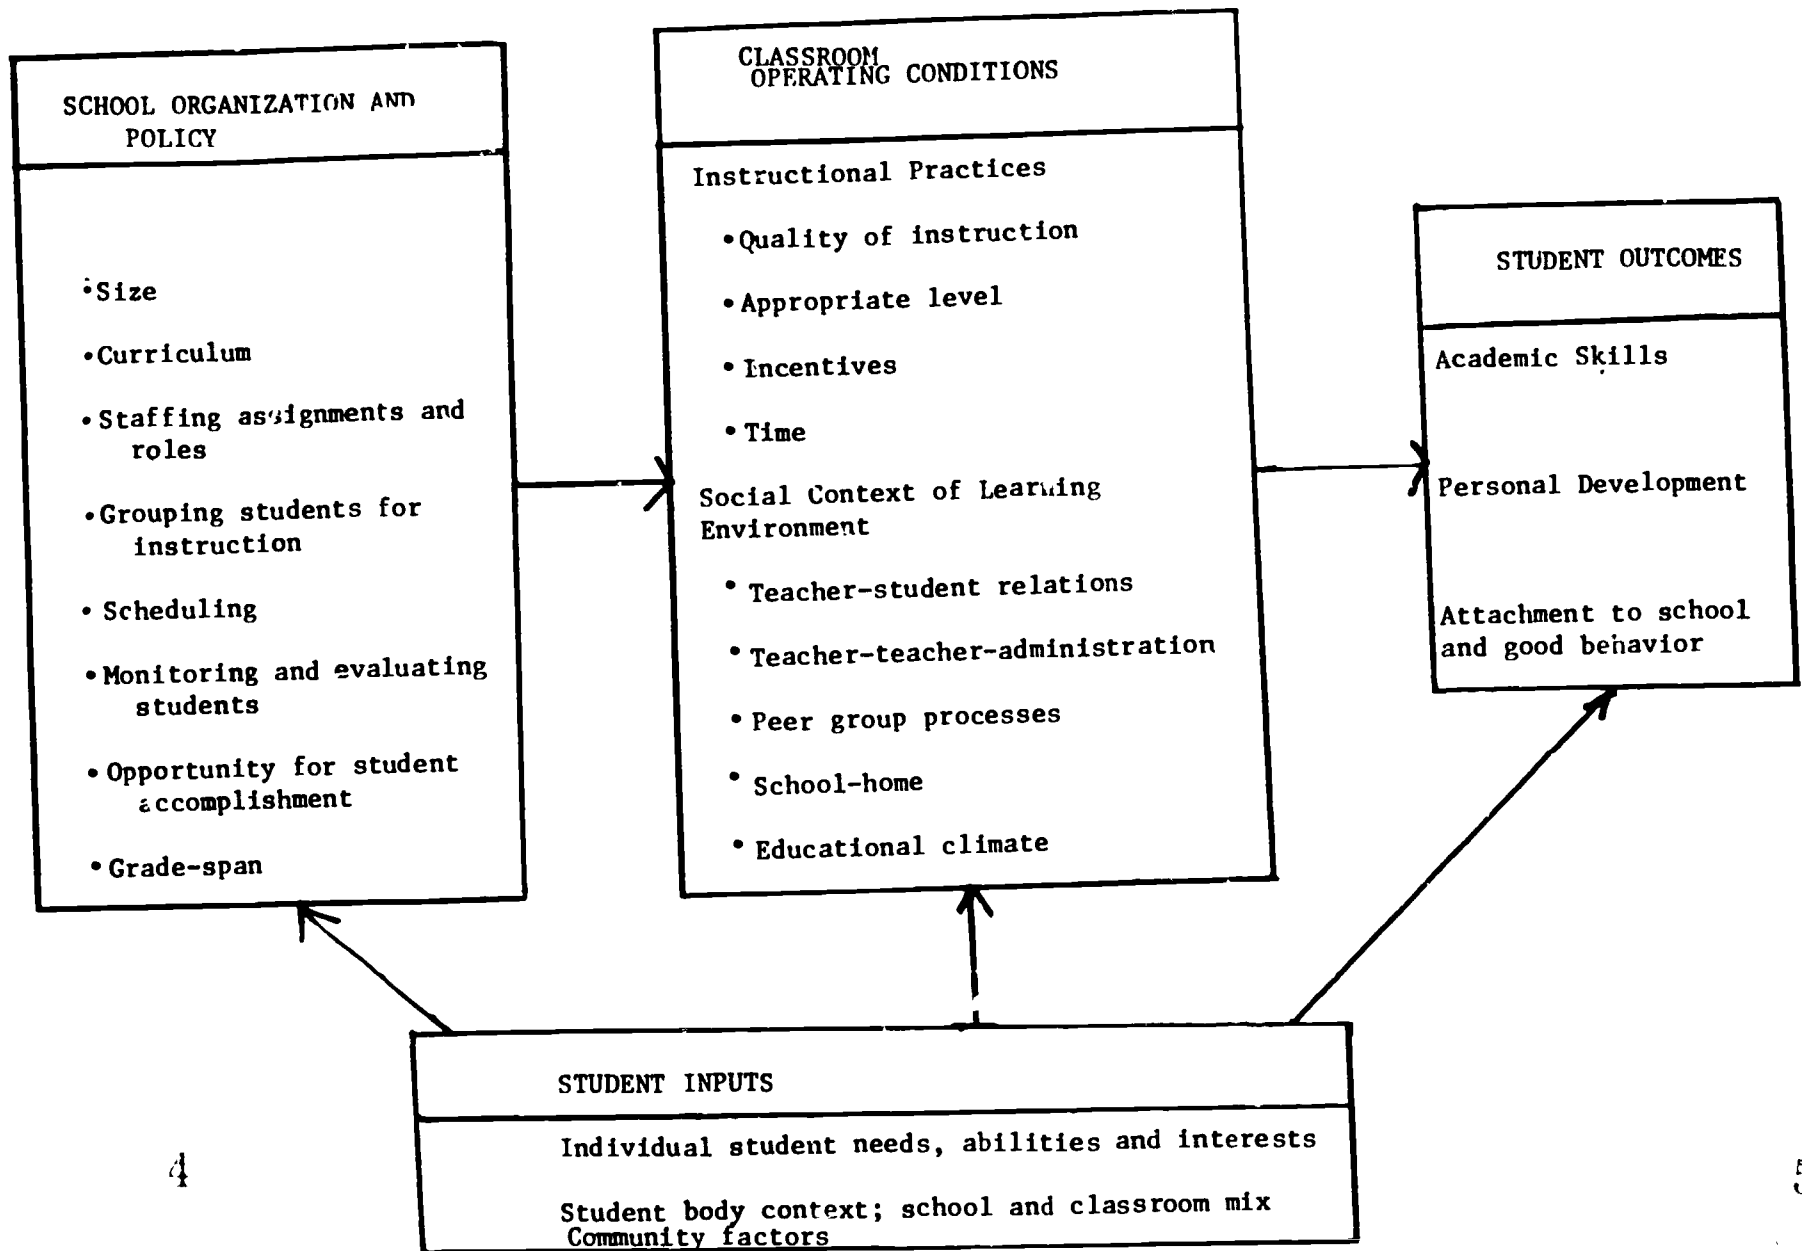 SCHOOL ORGANIZATION AND
POLICY
•Size
•Curriculum
•Staffing assignments and
roles
•Grouping students for
instruction
•Scheduling
•Monitoring and evaluating
students
•Opportunity for student
accomplishment
•Grade-span
CLASSROOM
OPERATING CONDITIONS
Instructional Practices
•Quality of instruction
•Appropriate level
•Incentives
•Time
Social Context of Learning
Environment
•Teacher-student relations
•Teacher-teacher-administration
•Peer group processes
•School-home
•Educational climate
STUDENT OUTCOMES
Academic Skills
Personal Development
Attachment to school
and good behavior
STUDENT INPUTS
Individual student needs, abilities and interests
Student body context; school and classroom mix
Community factors
4